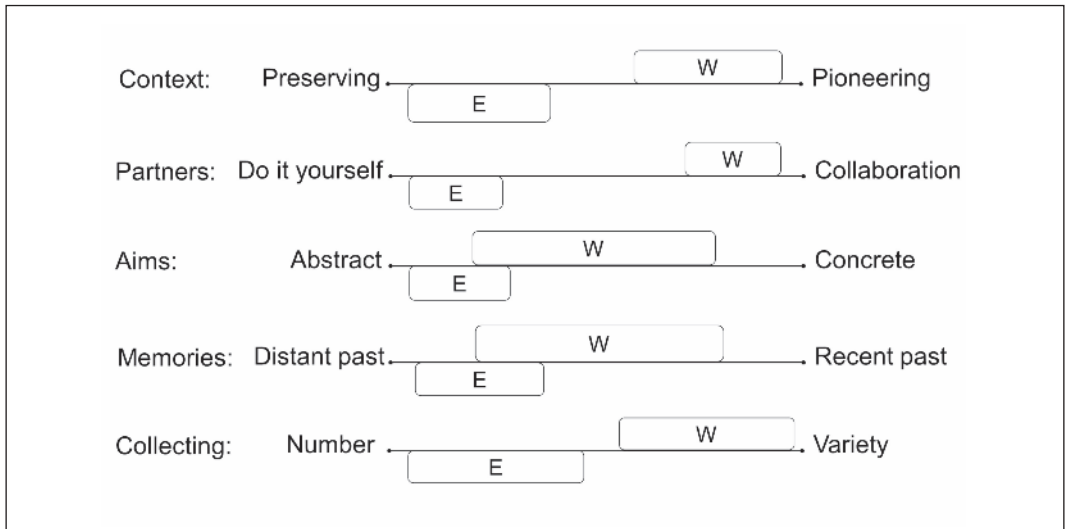 W
Context: Preserving Pioneering
E
W
Partners: Do it yourself Collaboration
E
W
Aims: Abstract Concrete
E
W
Memories: Distant past Recent past
E
W
Collecting: Number Variety
E